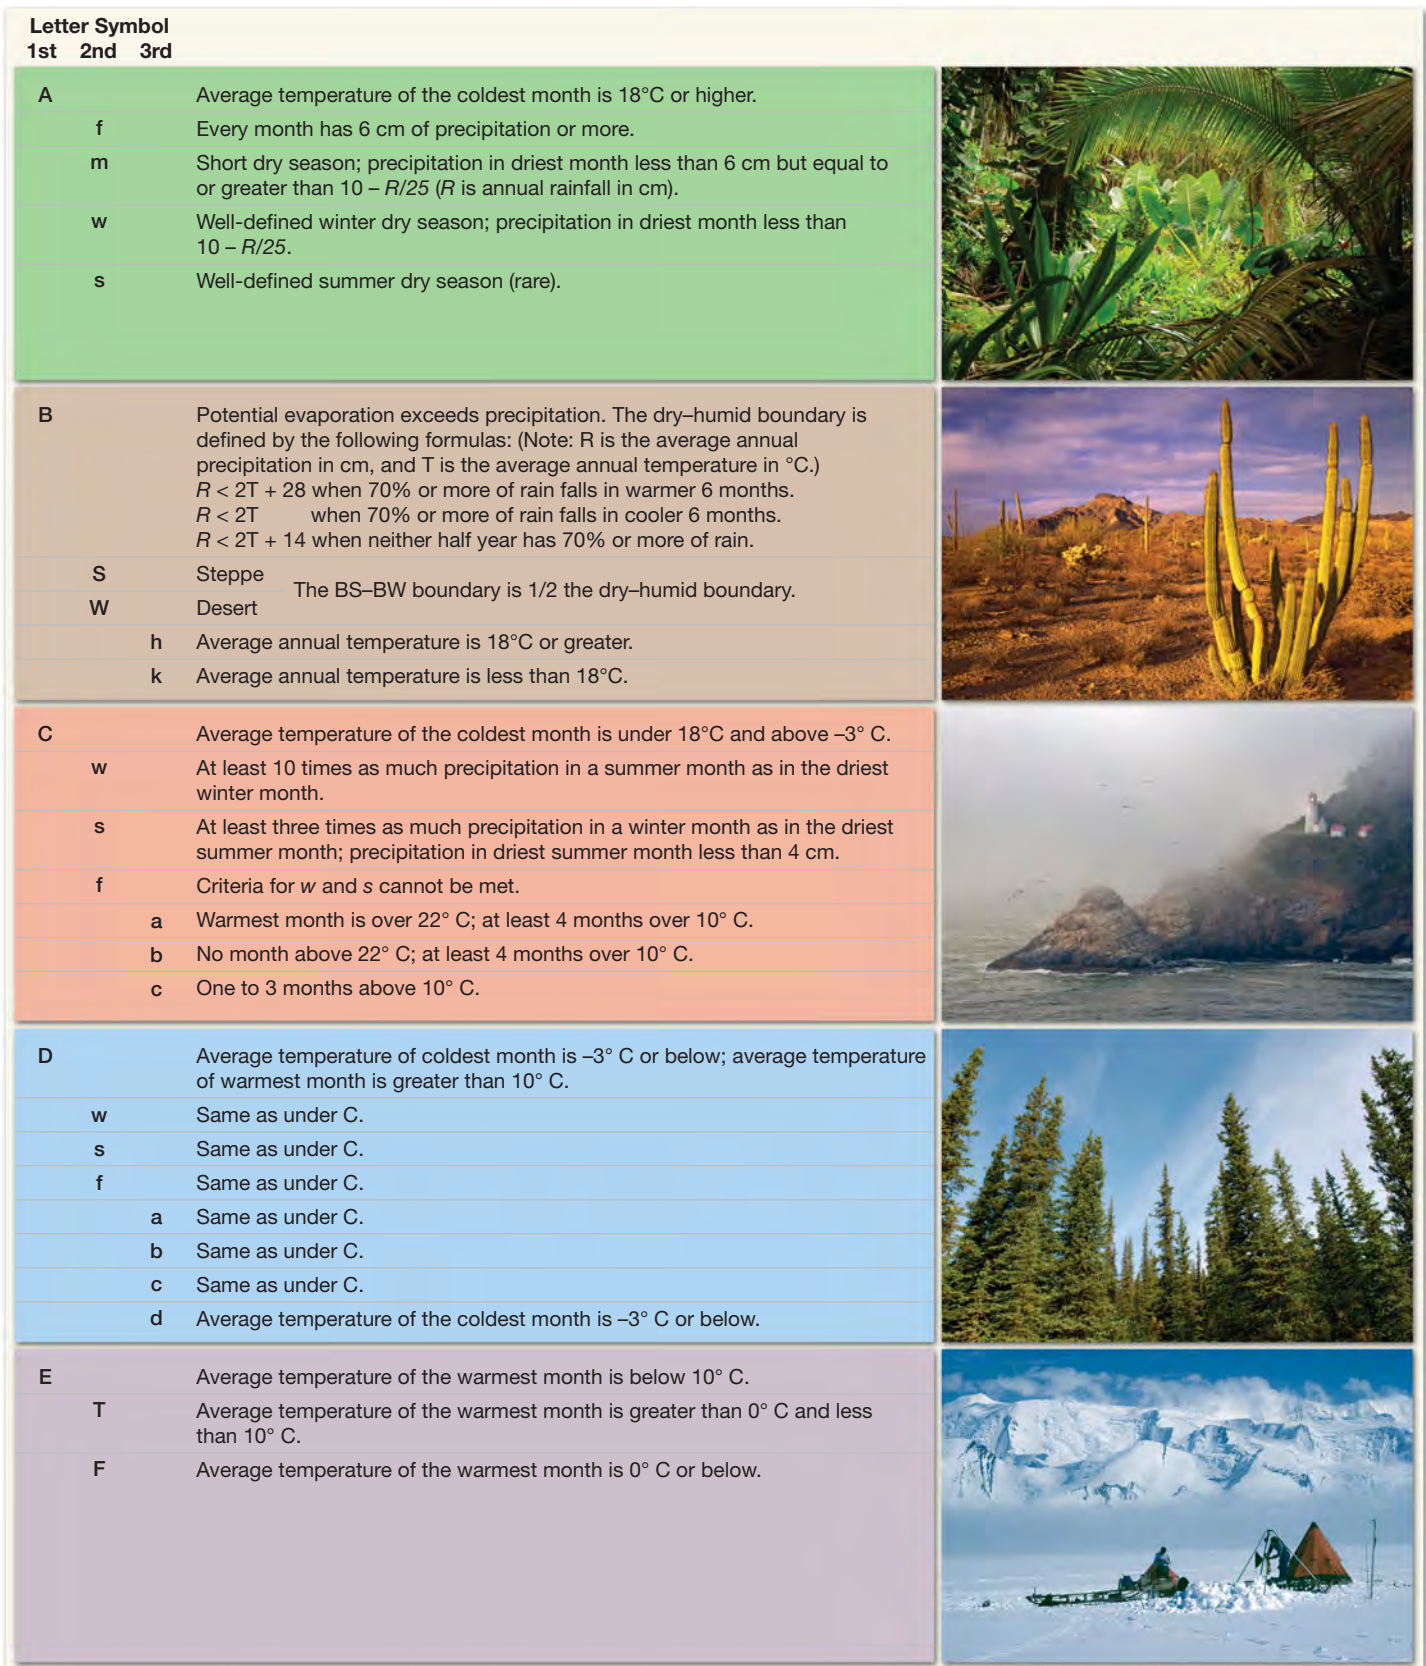 Letter Symbol
1st 2nd 3rd
A Average temperature of the coldest month is 18°C or higher.
f Every month has 6 cm of precipitation or more.
m Short dry season; precipitation in driest month less than 6 cm but equal to
or greater than 10 – R/25 (R is annual rainfall in cm).
w Well-defined winter dry season; precipitation in driest month less than
10 – R/25.
s Well-defined summer dry season (rare).
B Potential evaporation exceeds precipitation. The dry–humid boundary is
defined by the following formulas: (Note: R is the average annual
precipitation in cm, and T is the average annual temperature in °C.)
R < 2T + 28 when 70% or more of rain falls in warmer 6 months.
R < 2T when 70% or more of rain falls in cooler 6 months.
R < 2T + 14 when neither half year has 70% or more of rain.
S Steppe
The BS–BW boundary is 1/2 the dry–humid boundary.
W Desert
h Average annual temperature is 18°C or greater.
k Average annual temperature is less than 18°C.
C Average temperature of the coldest month is under 18°C and above –3° C.
w At least 10 times as much precipitation in a summer month as in the driest
winter month.
s At least three times as much precipitation in a winter month as in the driest
summer month; precipitation in driest summer month less than 4 cm.
f Criteria for w and s cannot be met.
a Warmest month is over 22° C; at least 4 months over 10° C.
b No month above 22° C; at least 4 months over 10° C.
c One to 3 months above 10° C.
D Average temperature of coldest month is –3° C or below; average temperature
of warmest month is greater than 10° C.
w Same as under C.
s Same as under C.
f Same as under C.
a Same as under C.
b Same as under C.
c Same as under C.
d Average temperature of the coldest month is –3° C or below.
E Average temperature of the warmest month is below 10° C.
T Average temperature of the warmest month is greater than 0° C and less
than 10° C.
F Average temperature of the warmest month is 0° C or below.